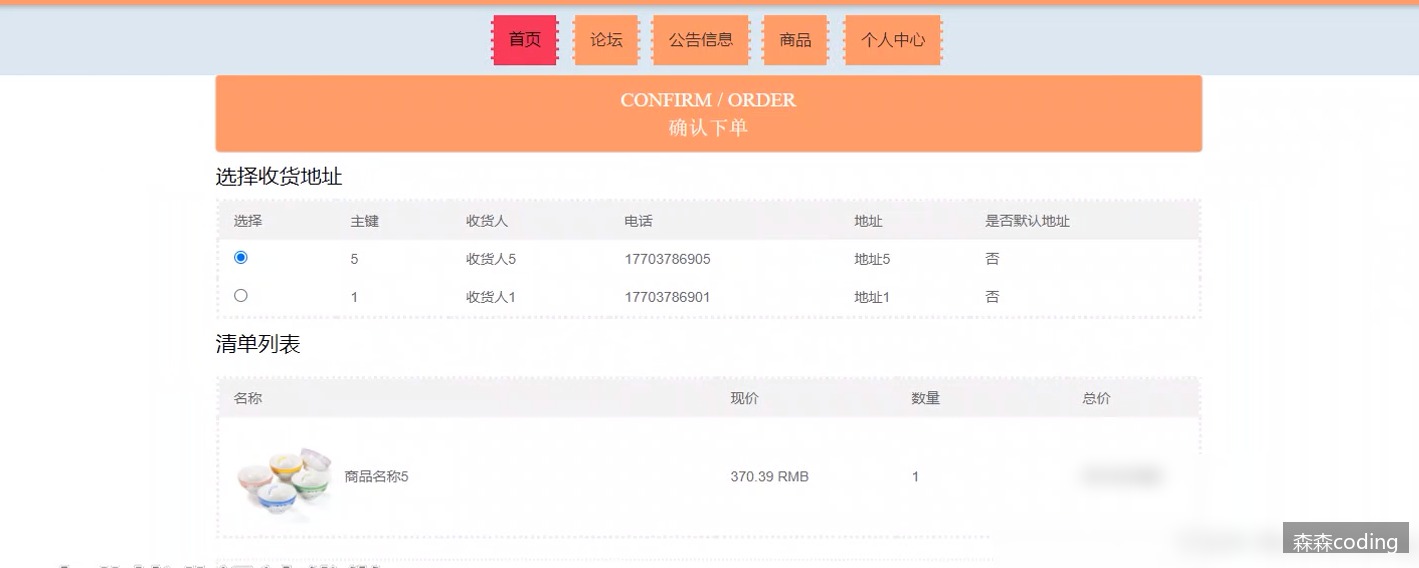 首页 论坛 公告信息 商品 个人中心
CONFIRM / ORDER
确认下单
选择收货地址
选择 主键 收货人 电话 地址 是否默认地址
5 收货人5 17703786905 地址5 否
1 收货人1 17703786901 地址1 否
清单列表
名称 现价 数量 总价
商品名称5 370.39 RMB 1
森森coding